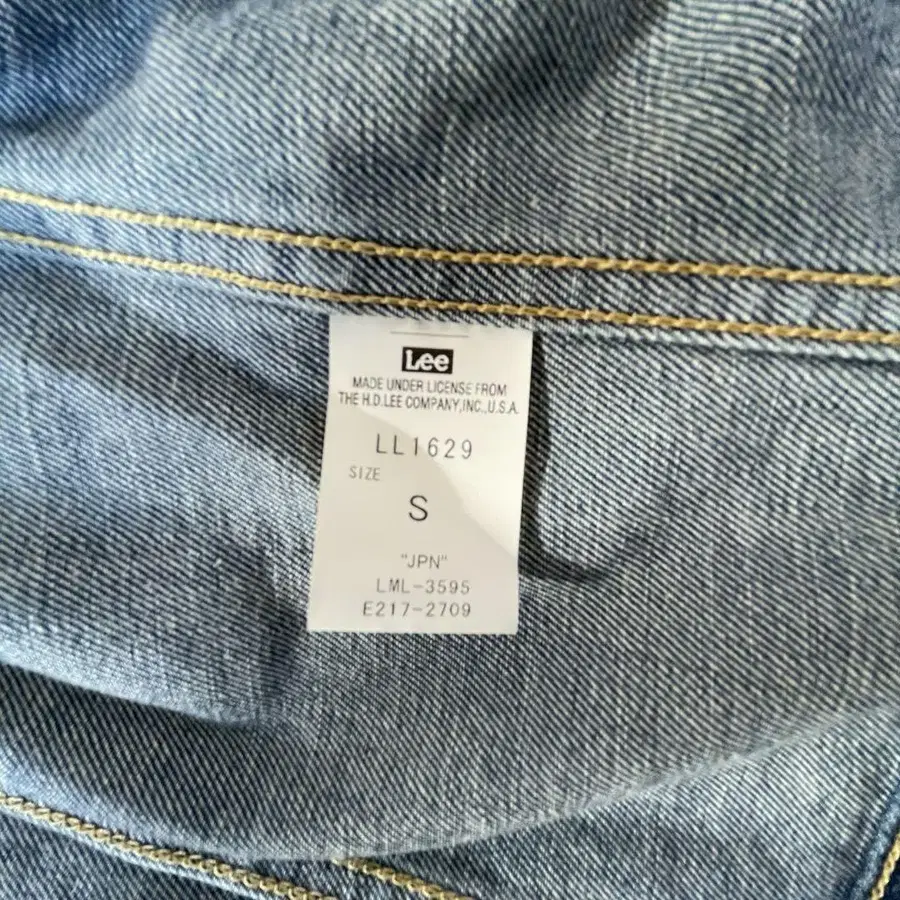 Lee
MADE UNDER LICENSE FROM
THE H.D.LEE COMPANY,INC.,U.S.A.
LL1629
SIZE
S
"JPN"
LML-3595
E217-2709